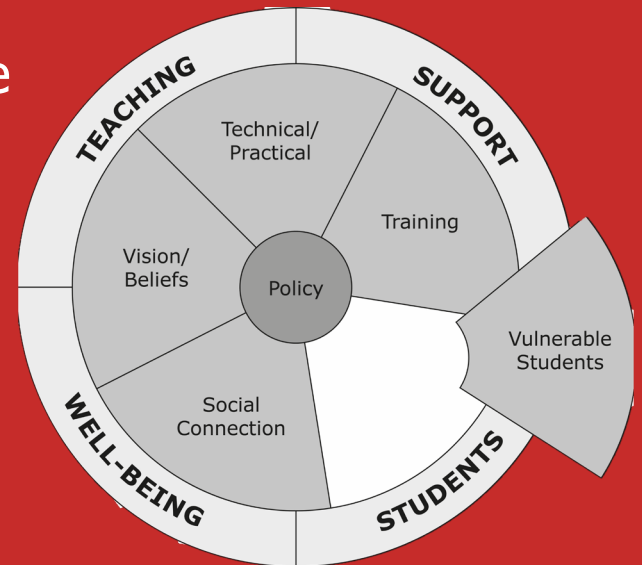 e
TEACHING
SUPPORT
Technical/
Practical
Training
Vision/
Beliefs
Policy
Vulnerable
Students
Social
Connection
WELL-BEING
STUDENTS